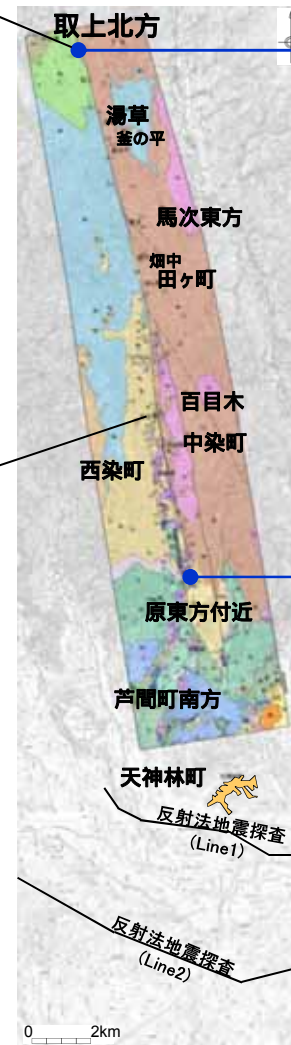 取上北方
湯草
釜の平
馬次東方
畑中
田ヶ町
百目木
中染町
西染町
原東方付近
芦間町南方
天神林町
反射法地震探査
(Line1)
反射法地震探査
(Line2)
0 2km